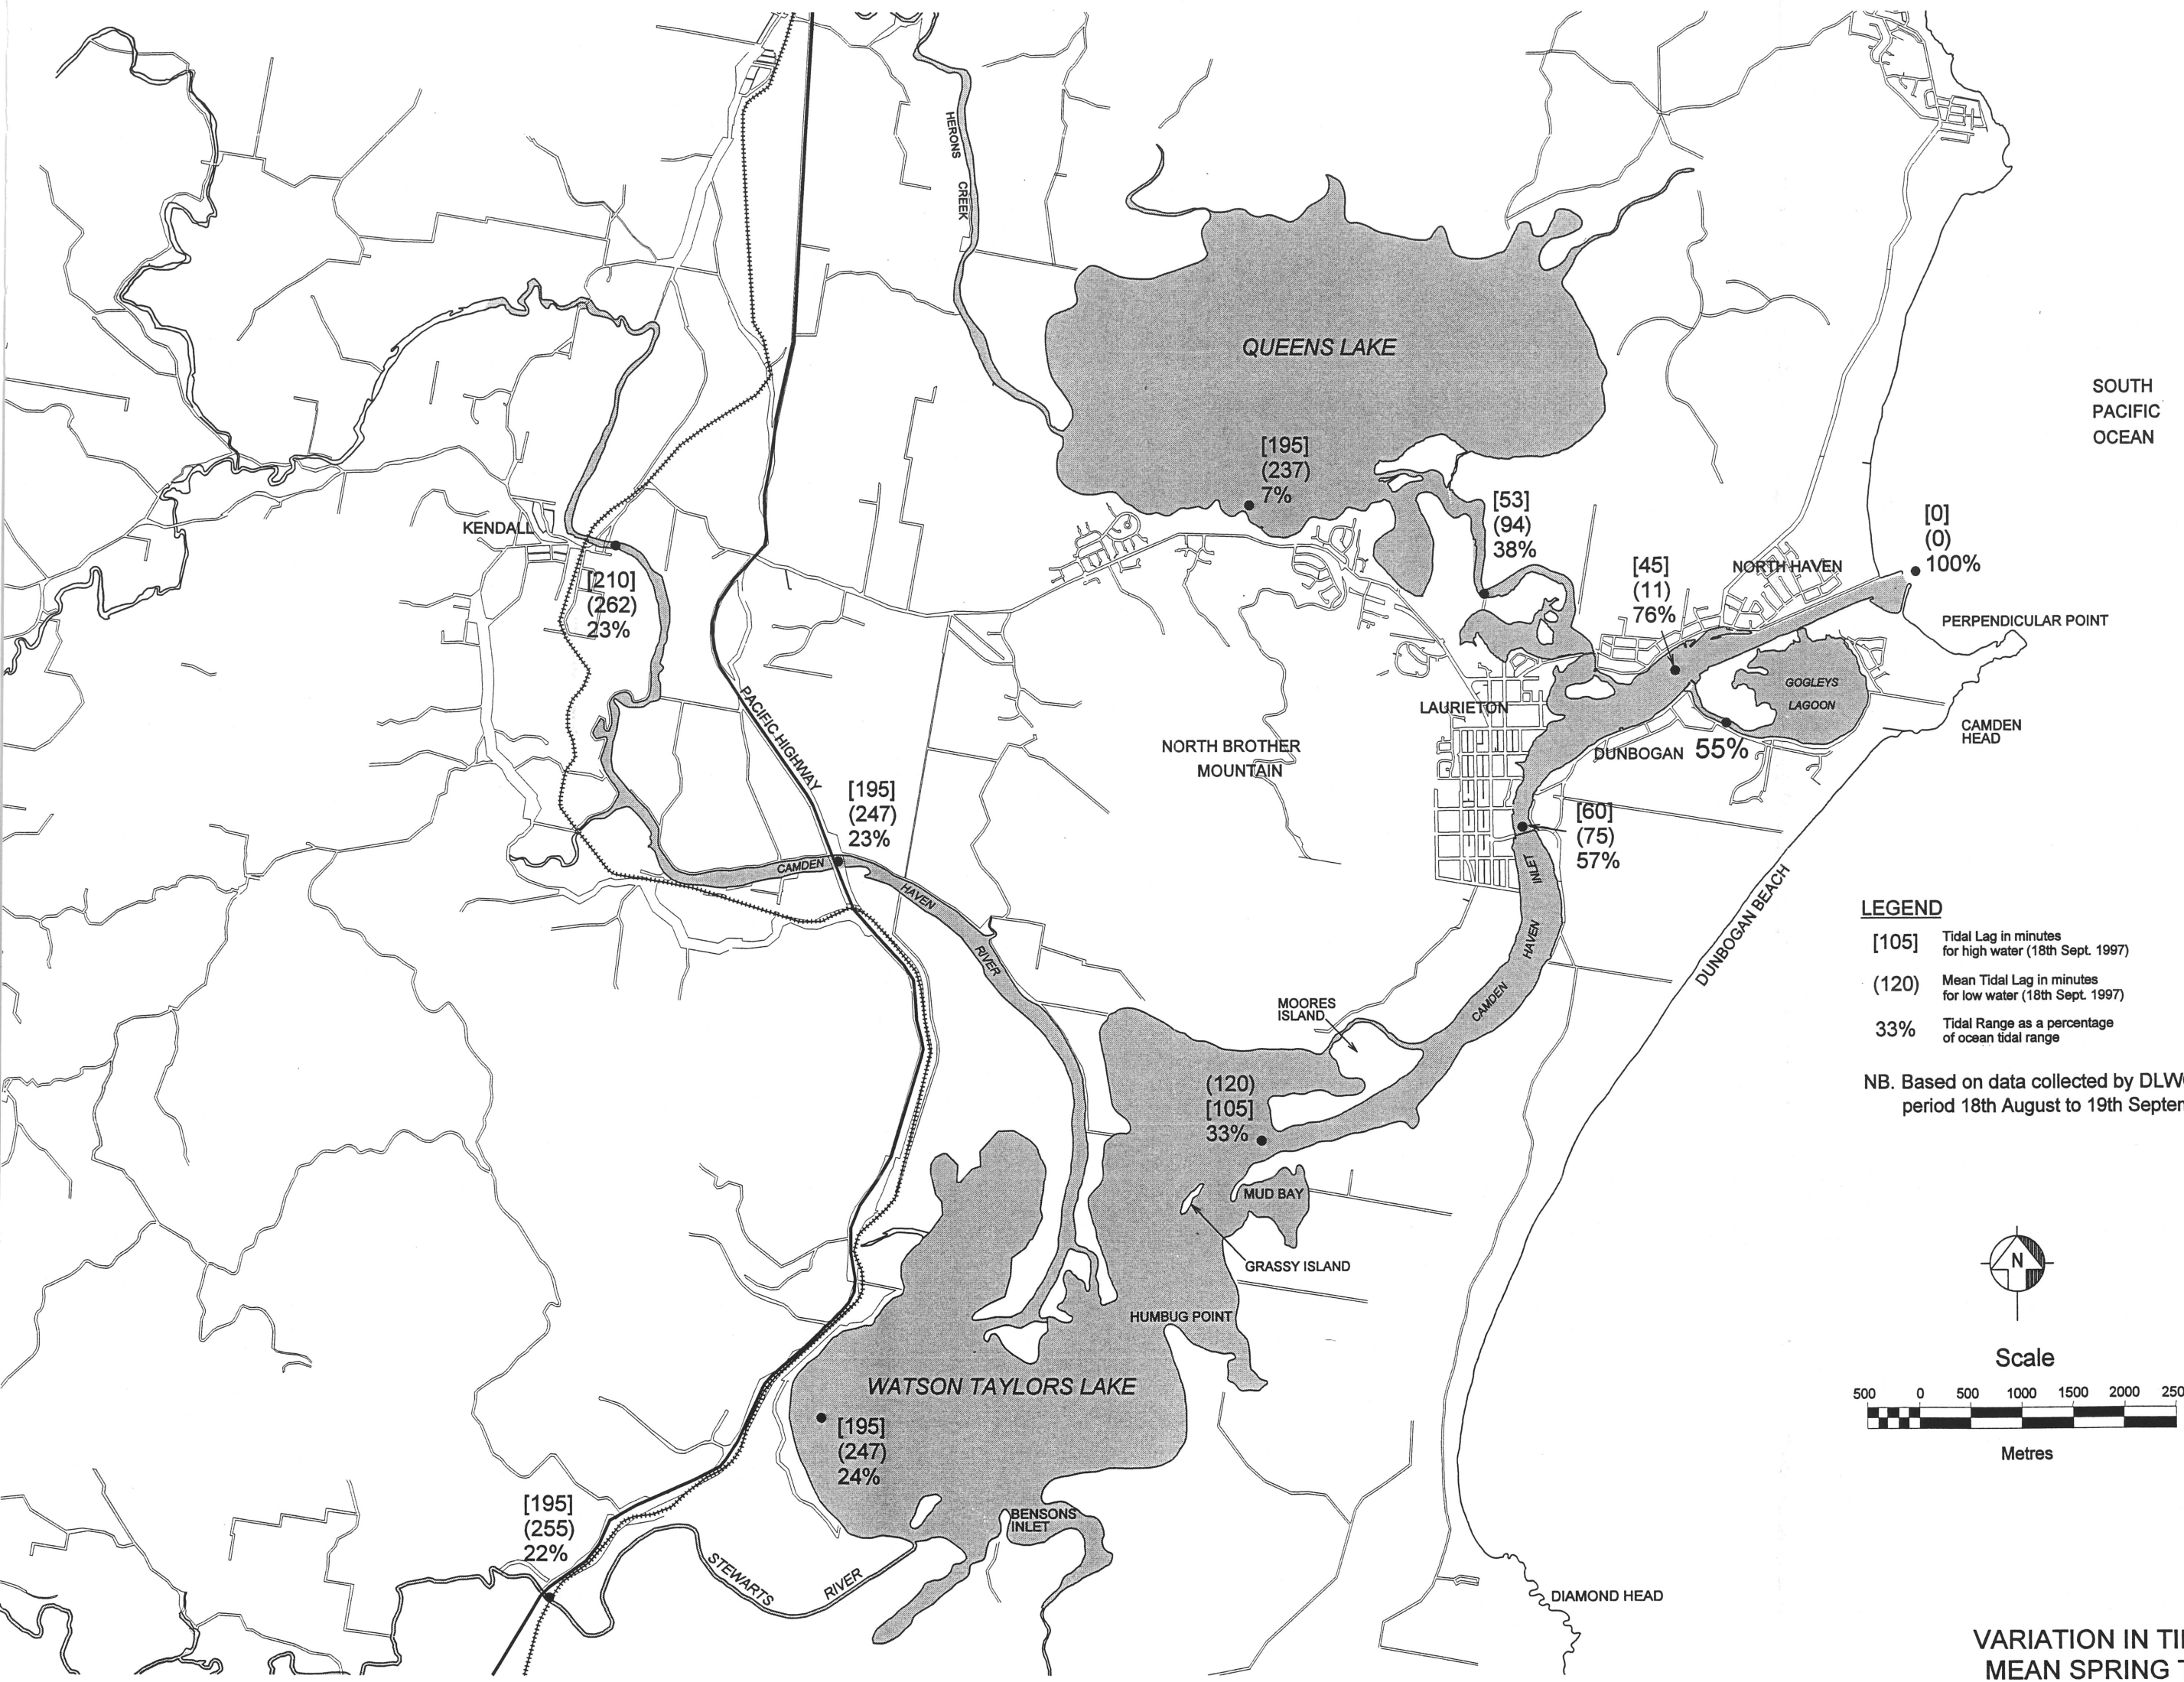 HERONS
CREEK
QUEENS LAKE
SOUTH
PACIFIC
OCEAN
[195]
(237)
7%
[53]
(94)
38%
[0]
(0)
100%
KENDALL
[210]
(262)
23%
[45]
(11)
76%
NORTH HAVEN
PERPENDICULAR POINT
GOGLEYS
LAGOON
LAURIETON
CAMDEN
HEAD
PACIFIC HIGHWAY
NORTH BROTHER
MOUNTAIN
DUNBOGAN
55%
[195]
(247)
23%
[60]
(75)
57%
CAMDEN
HAVEN
RIVER
INLET
HAVEN
CAMDEN
DUNBOGAN BEACH
LEGEND
[105] Tidal Lag in minutes
for high water (18th Sept. 1997)
(120) Mean Tidal Lag in minutes
for low water (18th Sept. 1997)
33% Tidal Range as a percentage
of ocean tidal range
NB. Based on data collected by DLW
period 18th August to 19th Septe
MOORES
ISLAND
(120)
[105]
33%
MUD BAY
GRASSY ISLAND
HUMBUG POINT
N
Scale
500 0 500 1000 1500 2000 250
Metres
WATSON TAYLORS LAKE
[195]
(247)
24%
[195]
(255)
22%
BENSONS
INLET
STEWARTS
RIVER
DIAMOND HEAD
VARIATION IN TI
MEAN SPRING